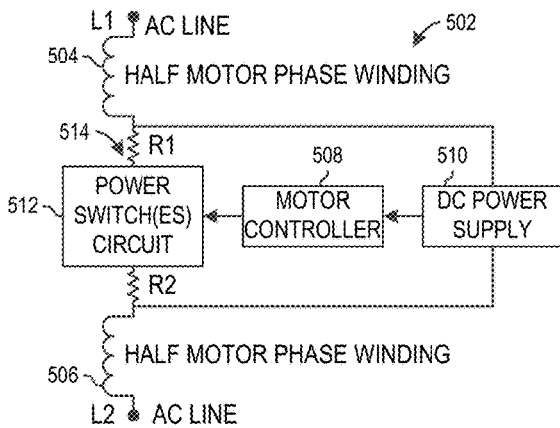 L1 AC LINE
502
504
HALF MOTOR PHASE WINDING
514
R1
508
510
512
POWER
SWITCH(ES)
CIRCUIT
MOTOR
CONTROLLER
DC POWER
SUPPLY
R2
HALF MOTOR PHASE WINDING
506
L2 AC LINE